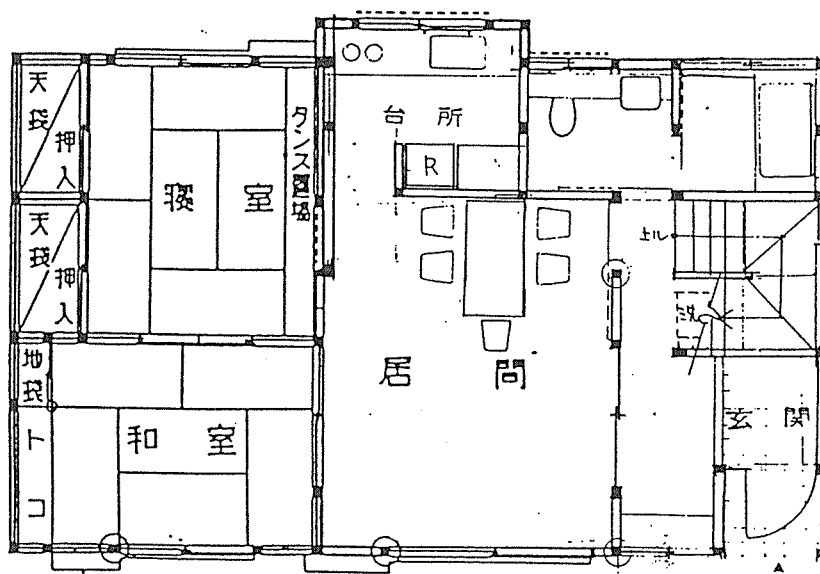 天袋
押入
天袋
押入
寝室
タンス置場
台所
R
上ル
洗
居間
地袋
トコ
和室
玄関